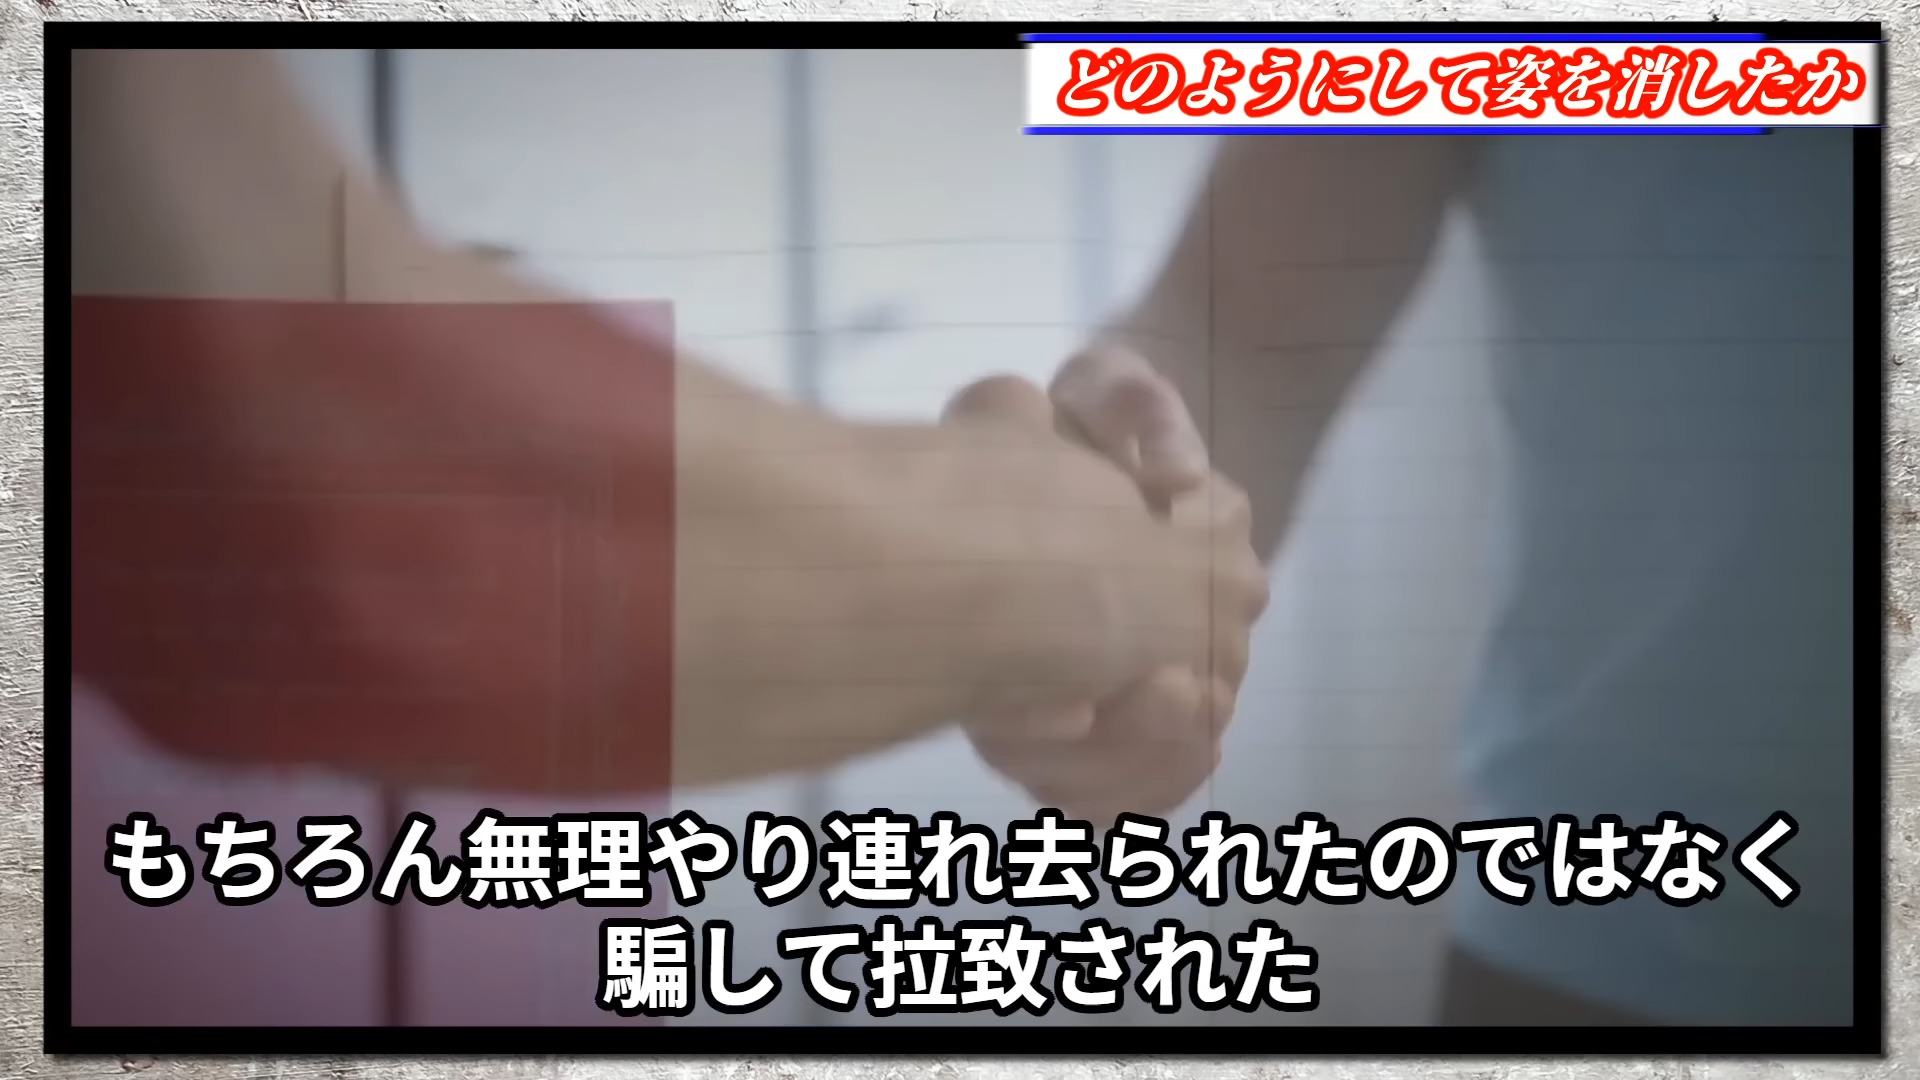 どのようにして姿を消したか
もちろん無理やり連れ去られたのではなく
騙して拉致された